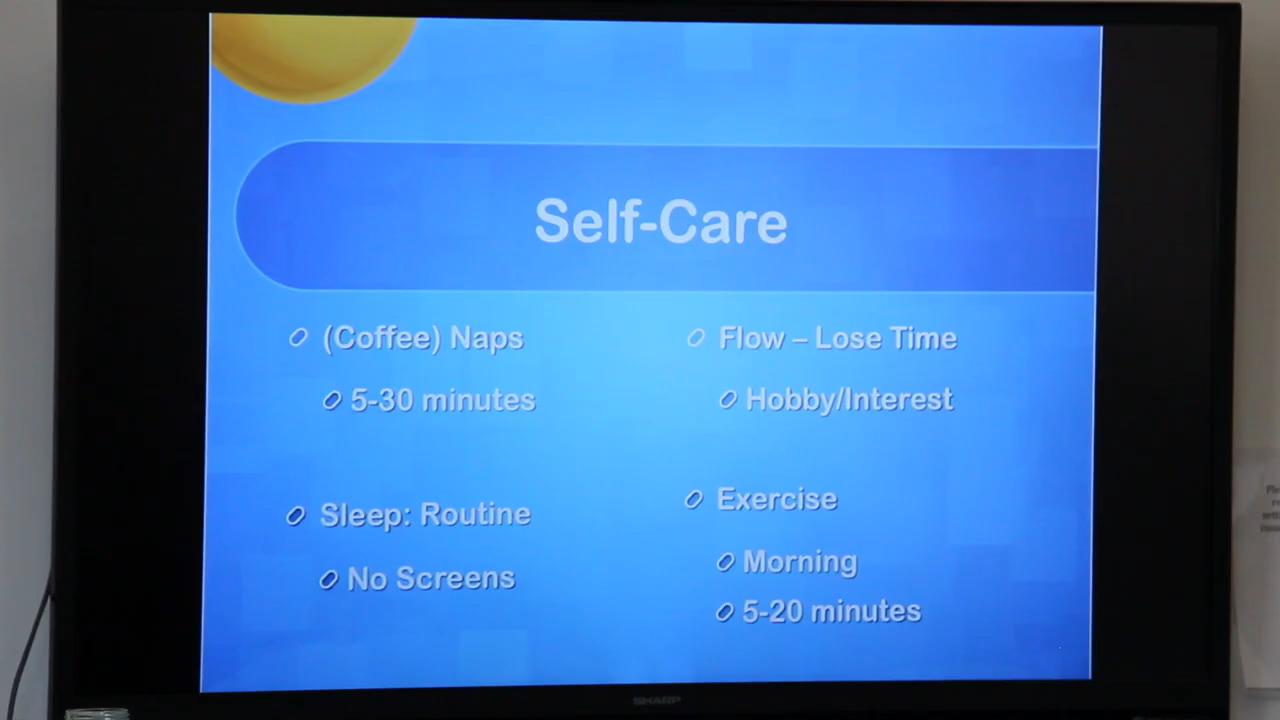 Self-Care
(Coffee) Naps
5-30 minutes
Sleep: Routine
No Screens
Flow – Lose Time
Hobby/Interest
Exercise
Morning
5-20 minutes
SHARP